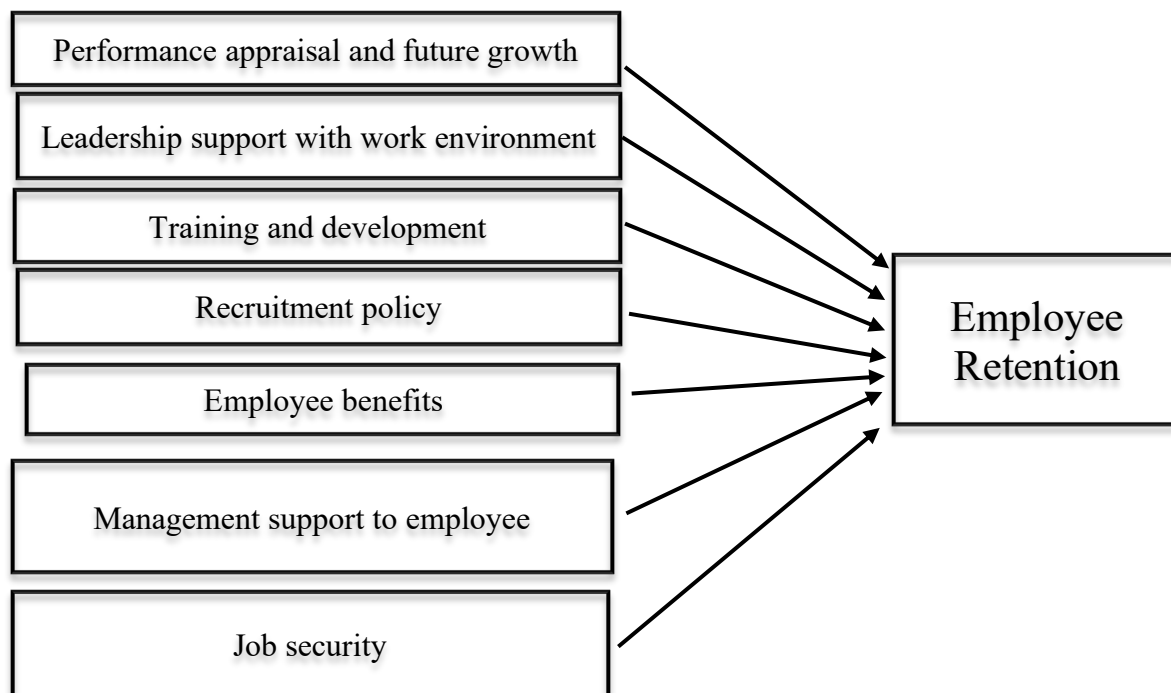 Performance appraisal and future growth
Leadership support with work environment
Training and development
Recruitment policy
Employee benefits
Management support to employee
Job security
Employee
Retention